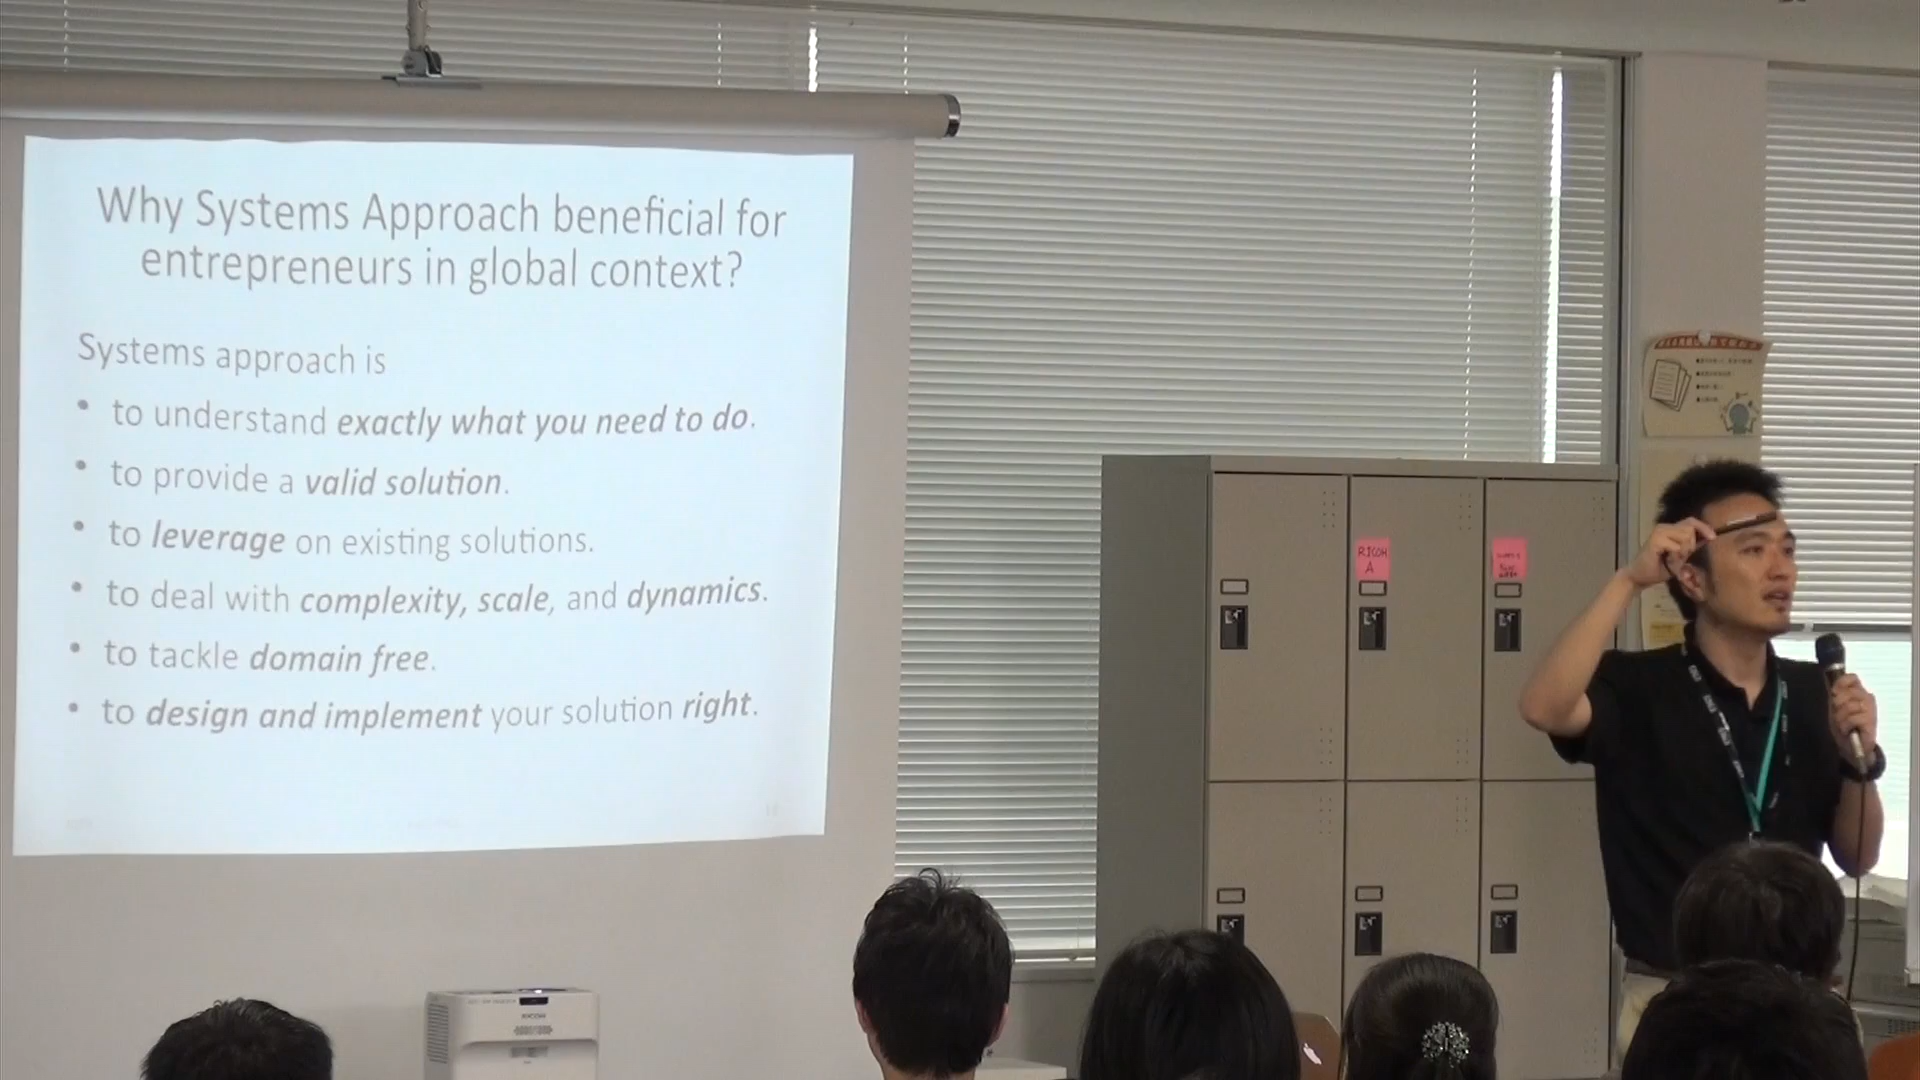 Why Systems Approach beneficial for
entrepreneurs in global context?
Systems approach is
• to understand exactly what you need to do.
• to provide a valid solution.
• to leverage on existing solutions.
• to deal with complexity, scale, and dynamics.
• to tackle domain free.
• to design and implement your solution right.
RICOH
A
RICOH